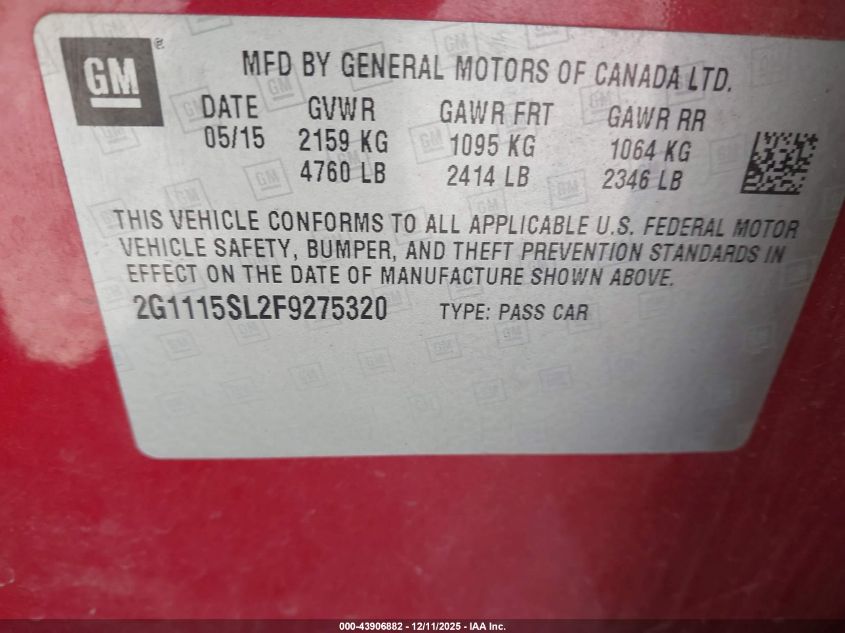 GM
MFD BY GENERAL MOTORS OF CANADA LTD.
DATE GVWR GAWR FRT GAWR RR
05/15 2159 KG 1095 KG 1064 KG
4760 LB 2414 LB 2346 LB
THIS VEHICLE CONFORMS TO ALL APPLICABLE U.S. FEDERAL MOTOR
VEHICLE SAFETY, BUMPER, AND THEFT PREVENTION STANDARDS IN
EFFECT ON THE DATE OF MANUFACTURE SHOWN ABOVE.
2G1115SL2F9275320 TYPE: PASS CAR
000-43906882 - 12/11/2025 - IAA Inc.